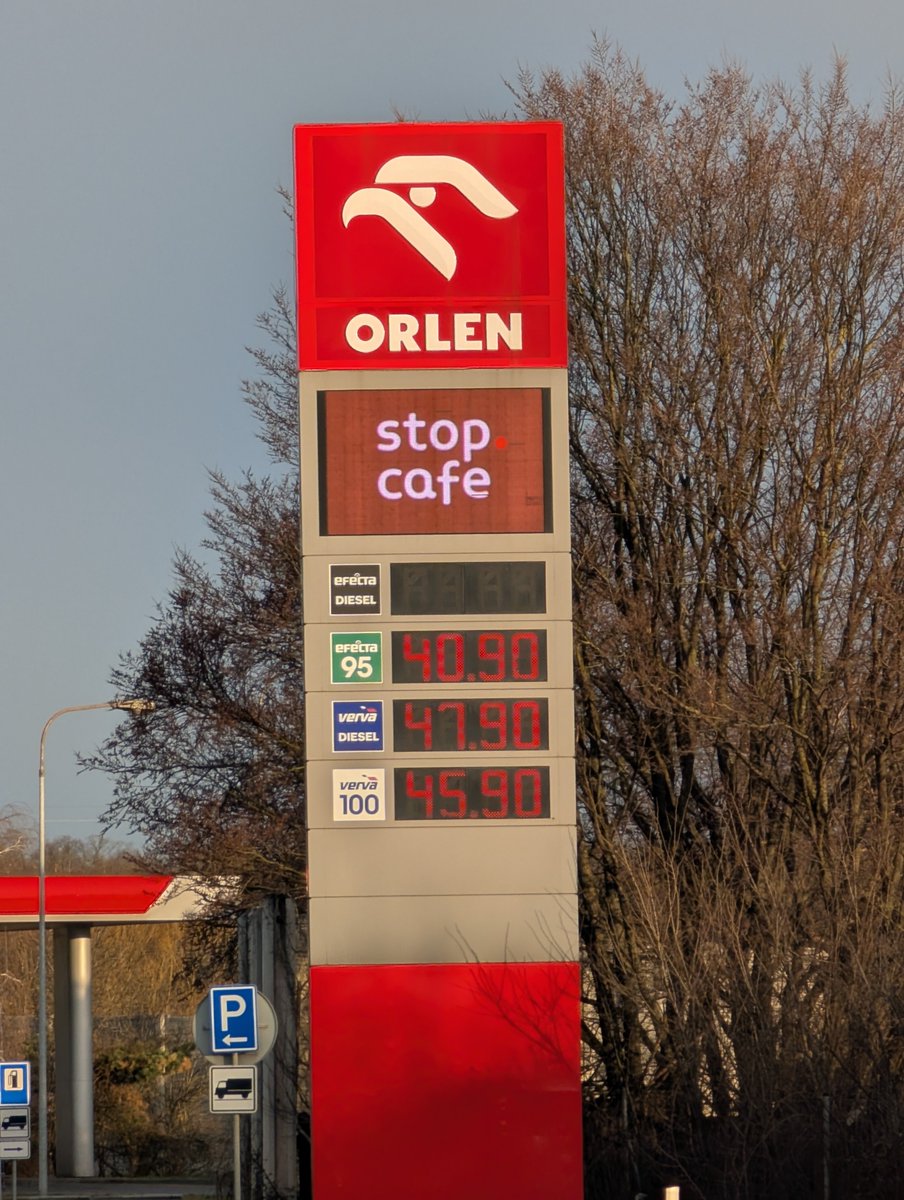 ORLEN
stop.
cafe
efecta
DIESEL
efecta
95
40.90
verva
DIESEL
47.90
verva
100
45.90
P